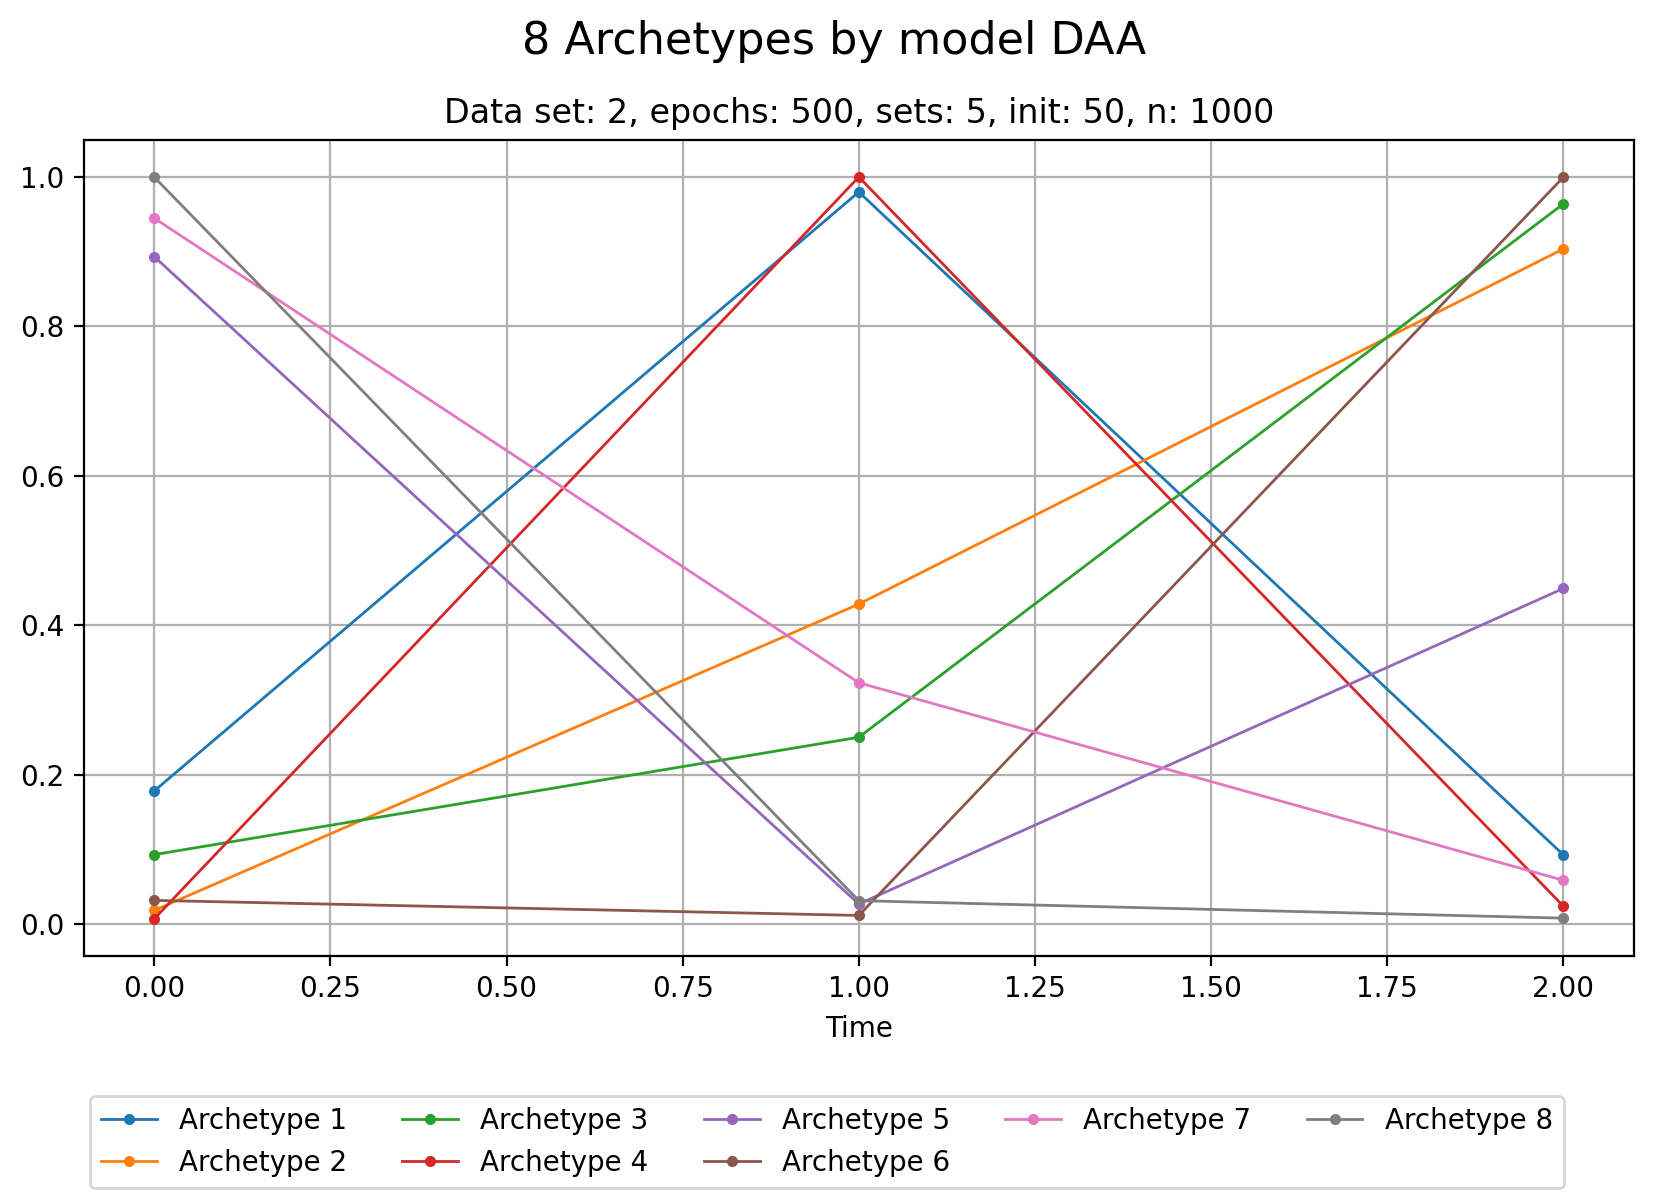 8 Archetypes by model DAA
Data set: 2, epochs: 500, sets: 5, init: 50, n: 1000
1.0
0.8
0.6
0.4
0.2
0.0
0.00 0.25 0.50 0.75 1.00 1.25 1.50 1.75 2.00
Time
Archetype 1 Archetype 3 Archetype 5 Archetype 7 Archetype 8
Archetype 2 Archetype 4 Archetype 6